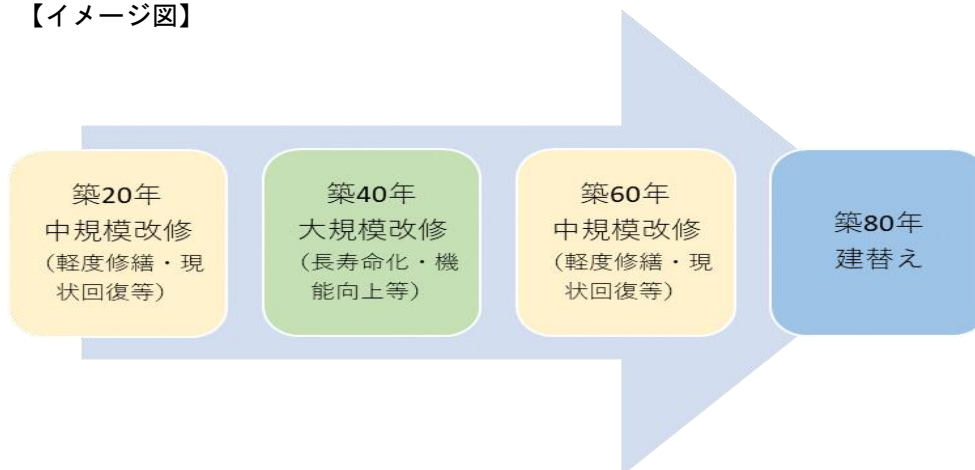 【イメージ図】
築20年
中規模改修
（軽度修繕・現
状回復等）
築40年
大規模改修
（長寿命化・機
能向上等）
築60年
中規模改修
（軽度修繕・現
状回復等）
築80年
建替え